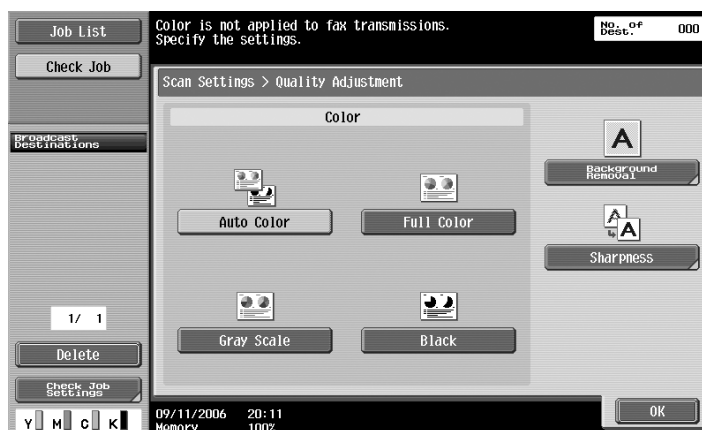 Job List
Check Job
Broadcast
Destinations
1/ 1
Delete
Check Job
Settings
Y M C K
Color is not applied to fax transmissions.
Specify the settings.
No. of
Dest.
000
Scan Settings > Quality Adjustment
Color
Auto Color
Full Color
Gray Scale
Black
A
Background
Removal
A
A
Sharpness
09/11/2006 20:11
Memory 100%
OK